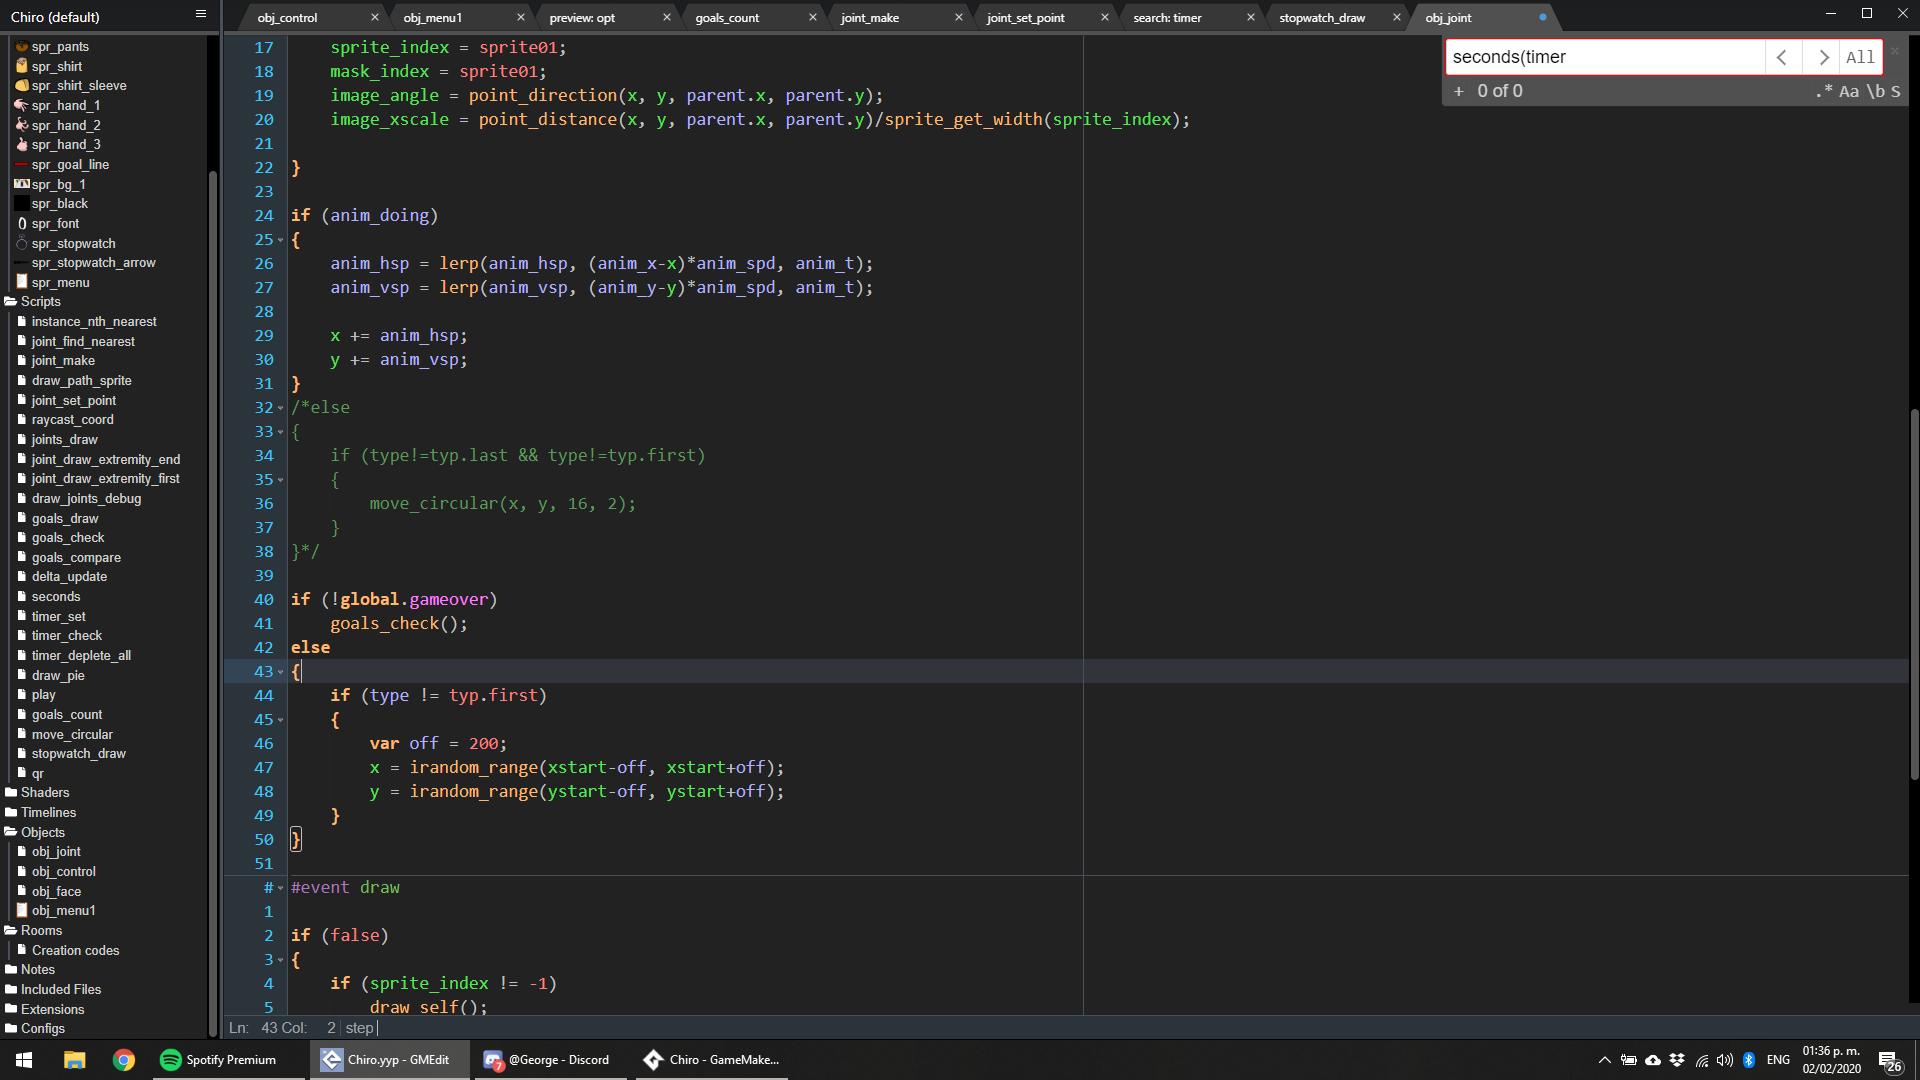 Chiro (default)
obj_control ×
obj_menu1 ×
preview: opt ×
goals_count ×
joint_make ×
joint_set_point ×
search: timer ×
stopwatch_draw ×
obj_joint
spr_pants
spr_shirt
spr_shirt_sleeve
spr_hand_1
spr_hand_2
spr_hand_3
spr_goal_line
spr_bg_1
spr_black
spr_font
spr_stopwatch
spr_stopwatch_arrow
spr_menu
Scripts
instance_nth_nearest
joint_find_nearest
joint_make
draw_path_sprite
joint_set_point
raycast_coord
joints_draw
joint_draw_extremity_end
joint_draw_extremity_first
draw_joints_debug
goals_draw
goals_check
goals_compare
delta_update
seconds
timer_set
timer_check
timer_deplete_all
draw_pie
play
goals_count
move_circular
stopwatch_draw
qr
Shaders
Timelines
Objects
obj_joint
obj_control
obj_face
obj_menu1
Rooms
Creation codes
Notes
Included Files
Extensions
Configs
17 sprite_index = sprite01;
18 mask_index = sprite01;
19 image_angle = point_direction(x, y, parent.x, parent.y);
20 image_xscale = point_distance(x, y, parent.x, parent.y)/sprite_get_width(sprite_index);
21
22 }
23
24 if (anim_doing)
25 {
26 anim_hsp = lerp(anim_hsp, (anim_x-x)*anim_spd, anim_t);
27 anim_vsp = lerp(anim_vsp, (anim_y-y)*anim_spd, anim_t);
28
29 x += anim_hsp;
30 y += anim_vsp;
31 }
32 /*else
33 {
34 if (type!=typ.last && type!=typ.first)
35 {
36 move_circular(x, y, 16, 2);
37 }
38 }*/
39
40 if (!global.gameover)
41 goals_check();
42 else
43 {
44 if (type != typ.first)
45 {
46 var off = 200;
47 x = irandom_range(xstart-off, xstart+off);
48 y = irandom_range(ystart-off, ystart+off);
49 }
50 }
51
# #event draw
1
2 if (false)
3 {
4 if (sprite_index != -1)
5 draw_self();
seconds(timer
All
+ 0 of 0
.* Aa \b S
Ln: 43 Col: 2 step
Spotify Premium
Chiro.yyp - GMEdit
7 @George - Discord
Chiro - GameMake...
ENG
01:36 p. m.
02/02/2020
26